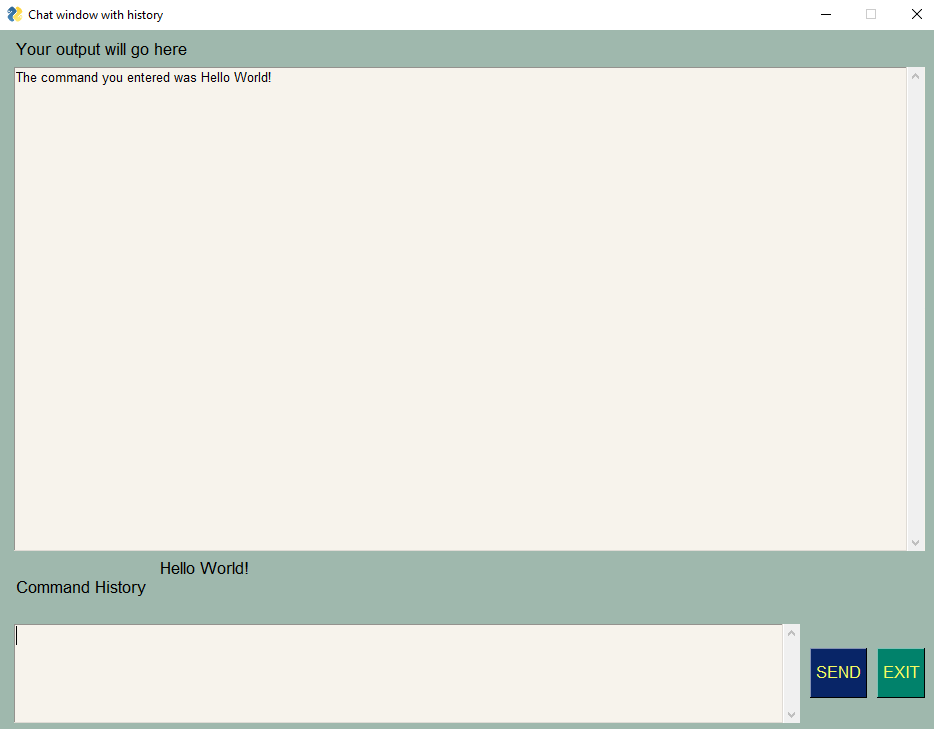 Chat window with history
Your output will go here
The command you entered was Hello World!
Hello World!
Command History
SEND EXIT